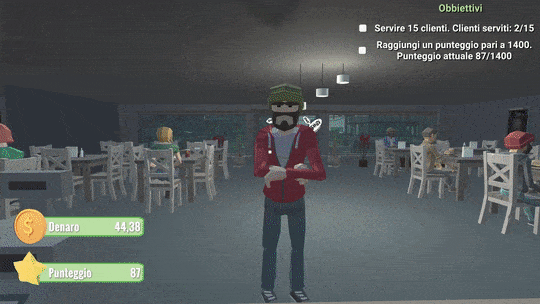 Obbiettivi
Servire 15 clienti. Clienti serviti: 2/15
Raggiungi un punteggio pari a 1400.
Punteggio attuale 87/1400
Denaro 44,38
Punteggio 87